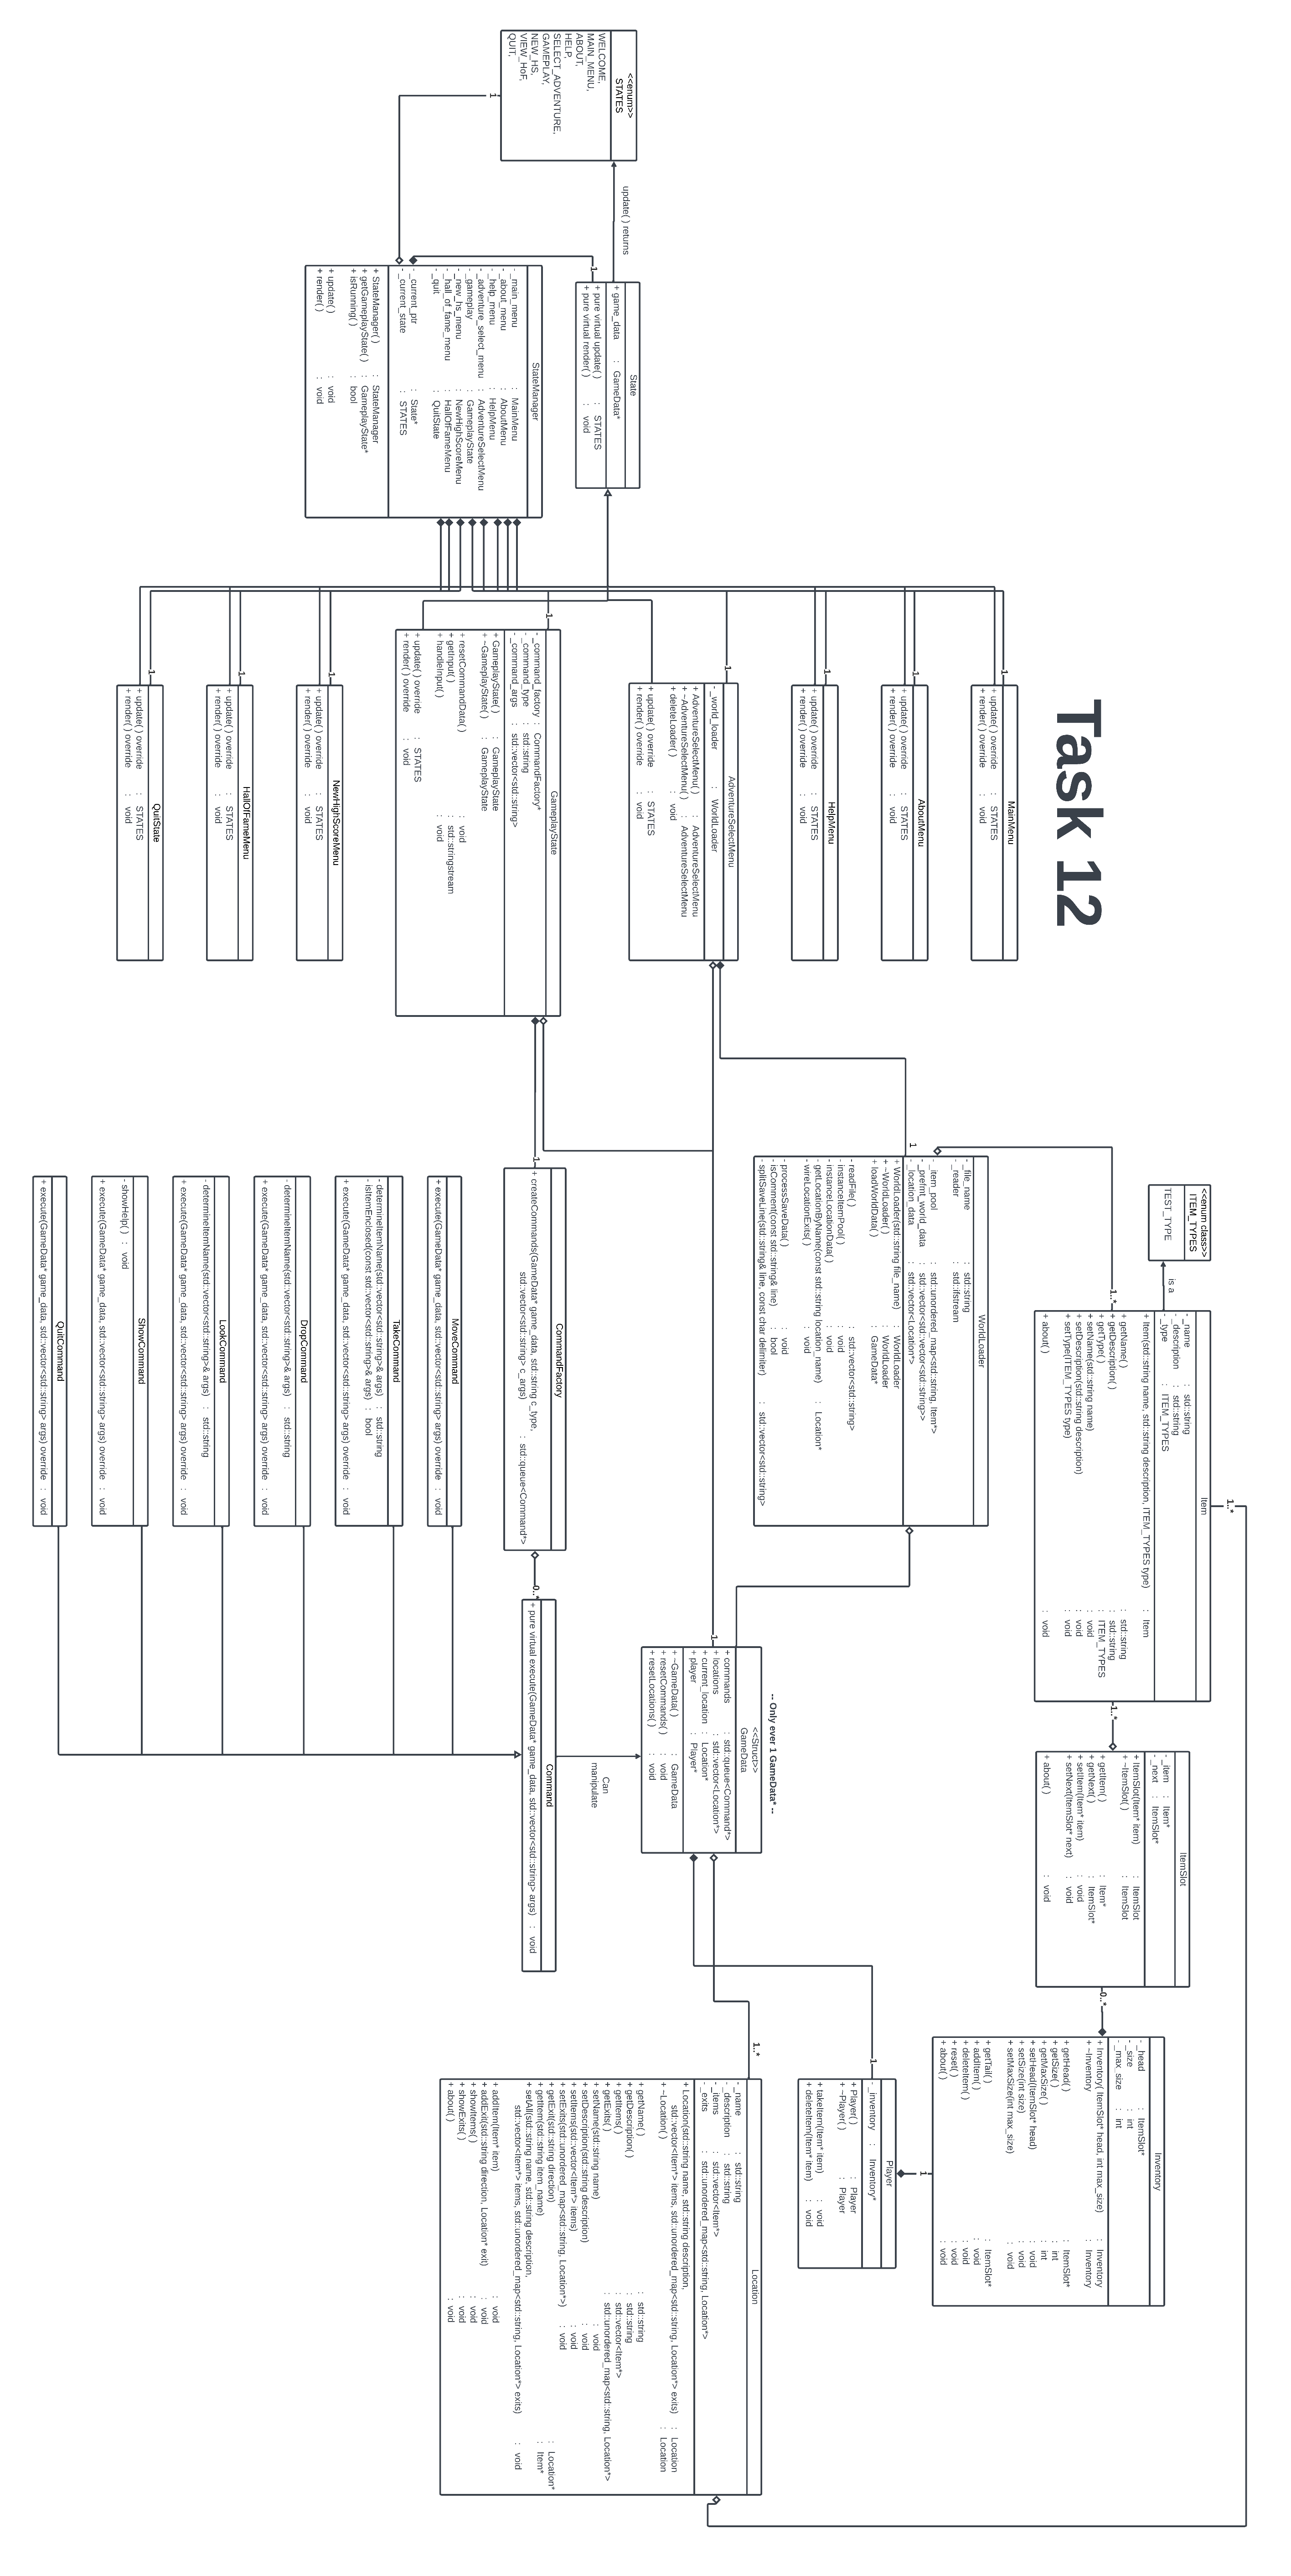 Task 12
<<enum>>
STATES
WELCOME,
MAIN_MENU,
ABOUT,
HELP,
SELECT_ADVENTURE,
GAMEPLAY,
NEW_HS,
VIEW_HoF,
QUIT,
1
update( ) returns
State
+ game_data : GameData*
+ pure virtual update( ) : STATES
+ pure virtual render( ) : void
1
StateManager
- _main_menu : MainMenu
- _about_menu : AboutMenu
- _help_menu : HelpMenu
- _adventure_select_menu : AdventureSelectMenu
- _gameplay : GameplayState
- _new_hs_menu : NewHighScoreMenu
- _hall_of_fame_menu : HallOfFameMenu
- _quit : QuitState
- _current_ptr : State*
- _current_state : STATES
+ StateManager( ) : StateManager
+ getGameplayState( ) : GameplayState*
+ isRunning( ) : bool
+ update( ) : void
+ render( ) : void
1
MainMenu
+ update( ) override : STATES
+ render( ) override : void
1
AboutMenu
+ update( ) override : STATES
+ render( ) override : void
1
HelpMenu
+ update( ) override : STATES
+ render( ) override : void
1
AdventureSelectMenu
- _world_loader : WorldLoader
+ AdventureSelectMenu( ) : AdventureSelectMenu
+ ~AdventureSelectMenu( ) : AdventureSelectMenu
+ deleteLoader( ) : void
+ update( ) override : STATES
+ render( ) override : void
1
GameplayState
- _command_factory : CommandFactory*
- _command_type : std::string
- _command_args : std::vector<std::string>
+ GameplayState( ) : GameplayState
+ ~GameplayState( ) : GameplayState
+ resetCommandData( ) : void
+ getInput( ) : std::stringstream
+ handleInput( ) : void
+ update( ) override : STATES
+ render( ) override : void
1
NewHighScoreMenu
+ update( ) override : STATES
+ render( ) override : void
1
HallOfFameMenu
+ update( ) override : STATES
+ render( ) override : void
1
QuitState
+ update( ) override : STATES
+ render( ) override : void
<<enum class>>
ITEM_TYPES
TEST_TYPE
is a
1..*
1..*
Item
- _name : std::string
- _description : std::string
- _type : ITEM_TYPES
+ Item(std::string name, std::string description, ITEM_TYPES type) : Item
+ getName( ) : std::string
+ getDescription( ) : std::string
+ getType( ) : ITEM_TYPES
+ setName(std::string name) : void
+ setDescription(std::string description) : void
+ setType(ITEM_TYPES type) : void
+ about( ) : void
1..*
1
WorldLoader
- _file_name : std::string
- _reader : std::ifstream
- _item_pool : std::unordered_map<std::string, Item*>
- _prefmt_world_data : std::vector<std::vector<std::string>>
- _location_data : std::vector<Location*>
+ WorldLoader(std::string file_name) : WorldLoader
+ ~WorldLoader( ) : WorldLoader
+ loadWorldData( ) : GameData*
- readFile( ) : std::vector<std::string>
- instanceItemPool( ) : void
- instanceLocationData( ) : void
- getLocationByName(const std::string location_name) : Location*
- wireLocationExits( ) : void
- processSaveData( ) : void
- isComment(const std::string& line) : bool
- splitSaveLine(std::string& line, const char delimiter) : std::vector<std::string>
1
CommandFactory
+ createCommands(GameData* game_data, std::string c_type,
std::vector<std::string> c_args) : std::queue<Command*>
0..*
MoveCommand
+ execute(GameData* game_data, std::vector<std::string> args) override : void
TakeCommand
- determineItemName(std::vector<std::string>& args) : std::string
- isItemEnclosed(const std::vector<std::string>& args) : bool
+ execute(GameData* game_data, std::vector<std::string> args) override : void
DropCommand
- determineItemName(std::vector<std::string>& args) : std::string
+ execute(GameData* game_data, std::vector<std::string> args) override : void
LookCommand
- determineItemName(std::vector<std::string>& args) : std::string
+ execute(GameData* game_data, std::vector<std::string> args) override : void
ShowCommand
- showHelp( ) : void
+ execute(GameData* game_data, std::vector<std::string> args) override : void
QuitCommand
+ execute(GameData* game_data, std::vector<std::string> args) override : void
-- Only ever 1 GameData* --
1
<<Struct>>
GameData
+ commands : std::queue<Command*>
+ locations : std::vector<Location*>
+ current_location : Location*
+ player : Player*
+ ~GameData( ) : GameData
+ resetCommands( ) : void
+ resetLocations( ) : void
Can
manipulate
Command
+ pure virtual execute(GameData* game_data, std::vector<std::string> args) : void
ItemSlot
- _item : Item*
- _next : ItemSlot*
+ ItemSlot(Item* item) : ItemSlot
+ ~ItemSlot( ) : ItemSlot
+ getItem( ) : Item*
+ getNext( ) : ItemSlot*
+ setItem(Item* item) : void
+ setNext(ItemSlot* next) : void
+ about( ) : void
0..*
Inventory
- _head : ItemSlot*
- _size : int
- _max_size : int
+ Inventory( ItemSlot* head, int max_size) : Inventory
+ ~Inventory : Inventory
+ getHead( ) : ItemSlot*
+ getSize( ) : int
+ getMaxSize( ) : int
+ setHead(ItemSlot* head) : void
+ setSize(int size) : void
+ setMaxSize(int max_size) : void
+ getTail( ) : ItemSlot*
+ addItem( ) : void
+ deleteItem( ) : void
+ reset( ) : void
+ about( ) : void
1
1
Player
- _inventory : Inventory*
+ Player( ) : Player
+ ~Player( ) : Player
+ takeItem(Item* item) : void
+ deleteItem(Item* item) : void
1..*
Location
- _name : std::string
- _description : std::string
- _items : std::vector<Item*>
- _exits : std::unordered_map<std::string, Location*>
+ Location(std::string name, std::string description,
std::vector<Item*> items, std::unordered_map<std::string, Location*> exits) : Location
+ ~Location( ) : Location
+ getName( ) : std::string
+ getDescription( ) : std::string
+ getItems( ) : std::vector<Item*>
+ getExits( ) : std::unordered_map<std::string, Location*>
+ setName(std::string name) : void
+ setDescription(std::string description) : void
+ setItems(std::vector<Item*> items) : void
+ setExits(std::unordered_map<std::string, Location*>) : void
+ getExit(std::string direction) : Location*
+ getItem(std::string item_name) : Item*
+ setAll(std::string name, std::string description,
std::vector<Item*> items, std::unordered_map<std::string, Location*> exits) : void
+ addItem(Item* item) : void
+ addExit(std::string direction, Location* exit) : void
+ showItems( ) : void
+ showExits( ) : void
+ about( ) : void